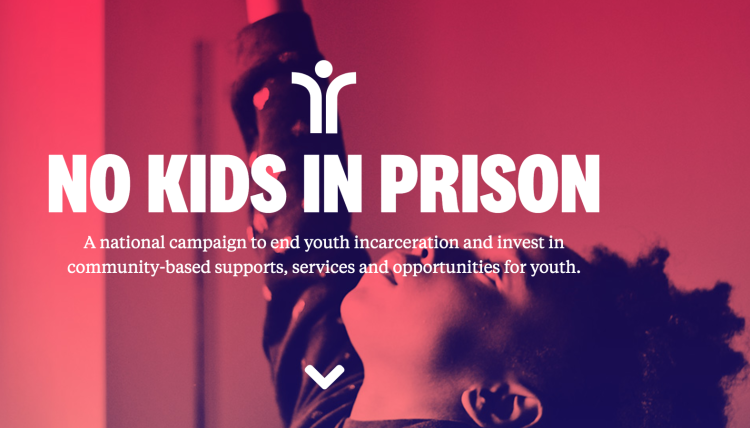 NO KIDS IN PRISON
A national campaign to end youth incarceration and invest in
community-based supports, services and opportunities for youth.